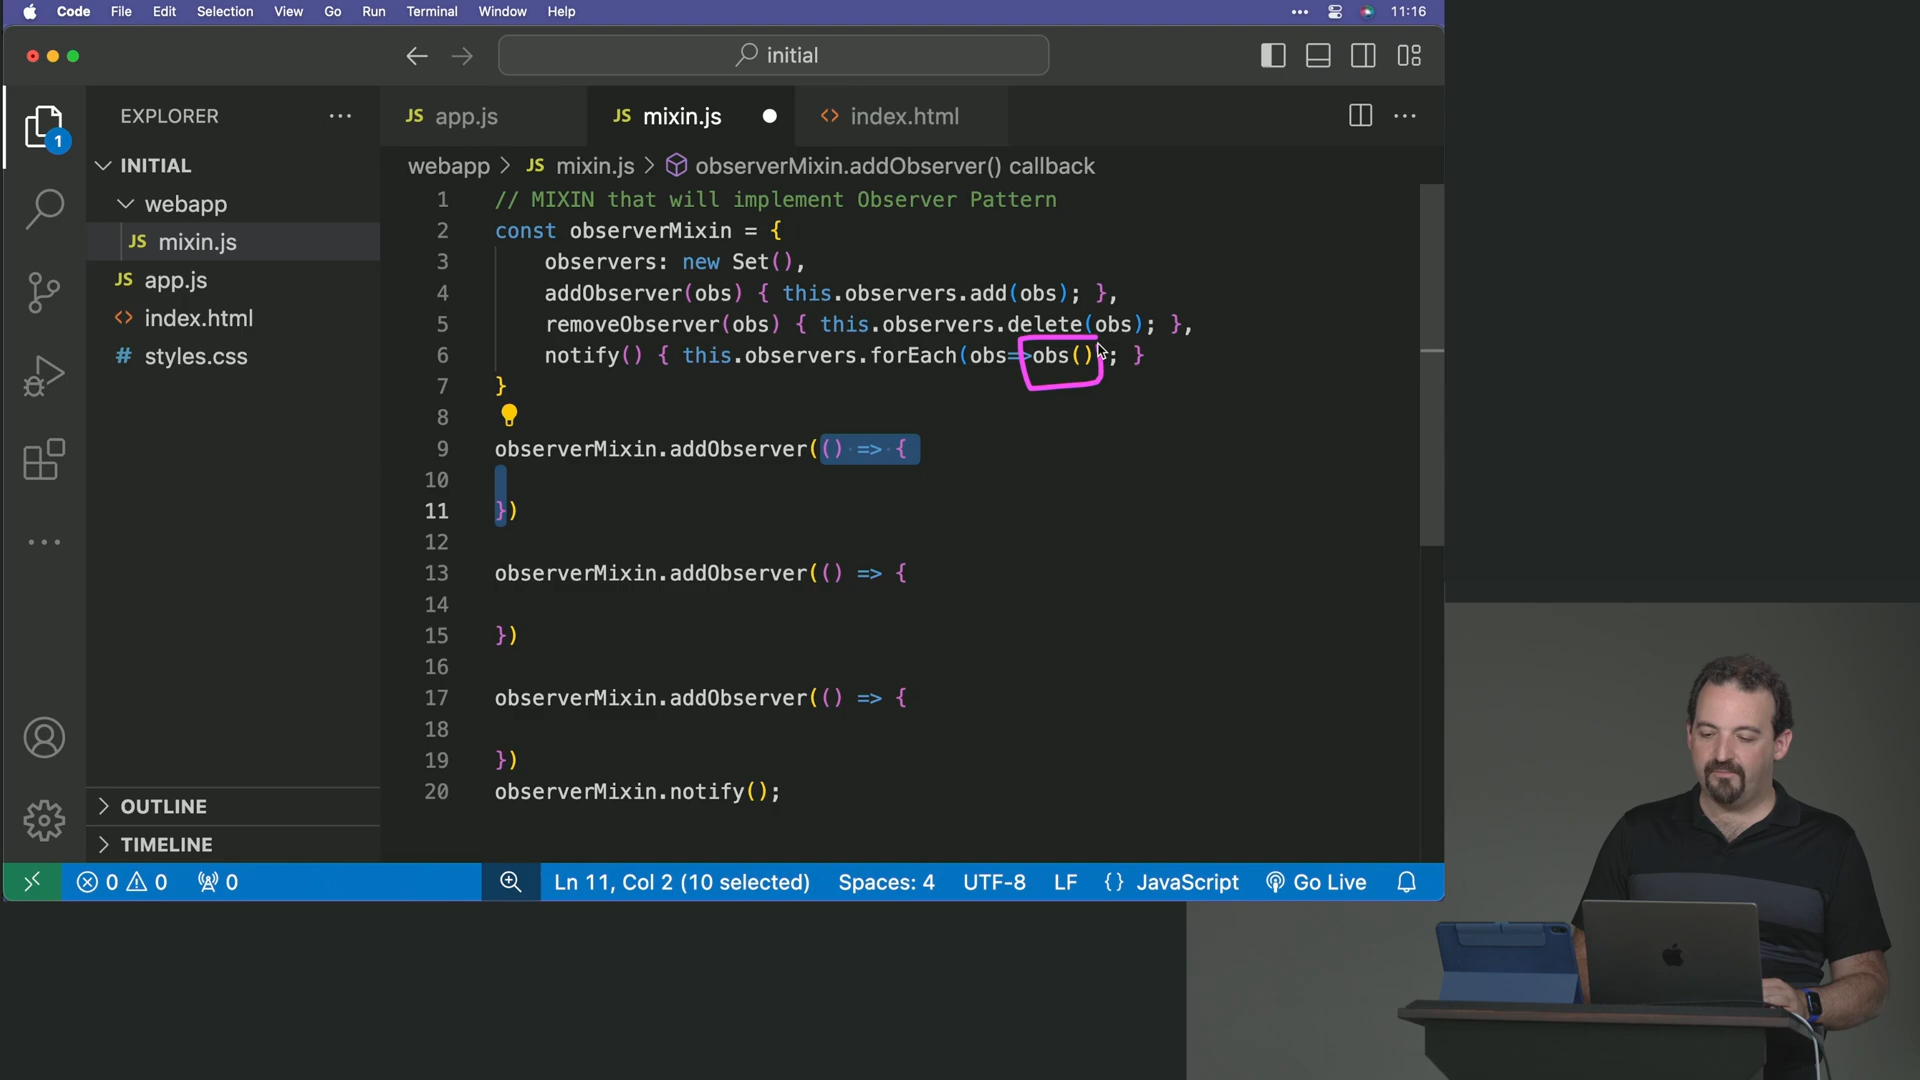 Code File Edit Selection View Go Run Terminal Window Help 11:16
initial
EXPLORER
JS app.js JS mixin.js <> index.html
INITIAL
webapp > JS mixin.js > observerMixin.addObserver() callback
webapp
JS mixin.js
JS app.js
<> index.html
# styles.css
OUTLINE
TIMELINE
1
1 // MIXIN that will implement Observer Pattern
2 const observerMixin = {
3 observers: new Set(),
4 addObserver(obs) { this.observers.add(obs); },
5 removeObserver(obs) { this.observers.delete(obs); },
6 notify() { this.observers.forEach(obs=>obs(); }
7 }
8
9 observerMixin.addObserver(() => {
10
11 })
12
13 observerMixin.addObserver(() => {
14
15 })
16
17 observerMixin.addObserver(() => {
18
19 })
20 observerMixin.notify();
0 0 0 Ln 11, Col 2 (10 selected) Spaces: 4 UTF-8 LF {} JavaScript Go Live